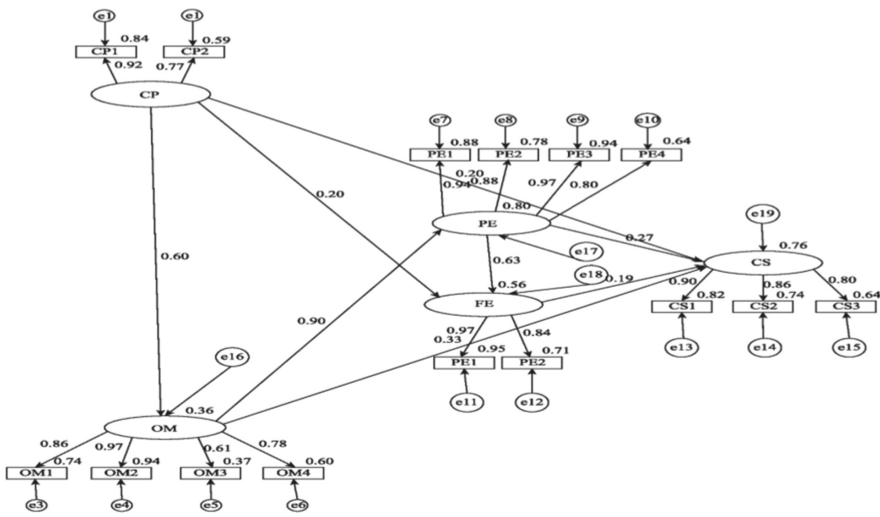 e1 e1
0.84 0.59
CP1 CP2
0.92 0.77
CP
e7 e8 e9 e10
0.88 0.78 0.94 0.64
PE1 PE2 PE3 PE4
0.20
0.94 0.88 0.97 0.80
0.20
0.80
PE
e19
0.27
0.76
e17
CS
0.60
0.63
e18
0.19
0.56
0.90 0.86 0.80
FE
0.82 0.74 0.64
CS1 CS2 CS3
0.90
0.97 0.84
0.33
e13 e14 e15
0.95 0.71
e16
PE1 PE2
e11 e12
0.36
OM
0.86 0.97 0.61 0.78
0.74 0.94 0.37 0.60
OM1 OM2 OM3 OM4
e3 e4 e5 e6